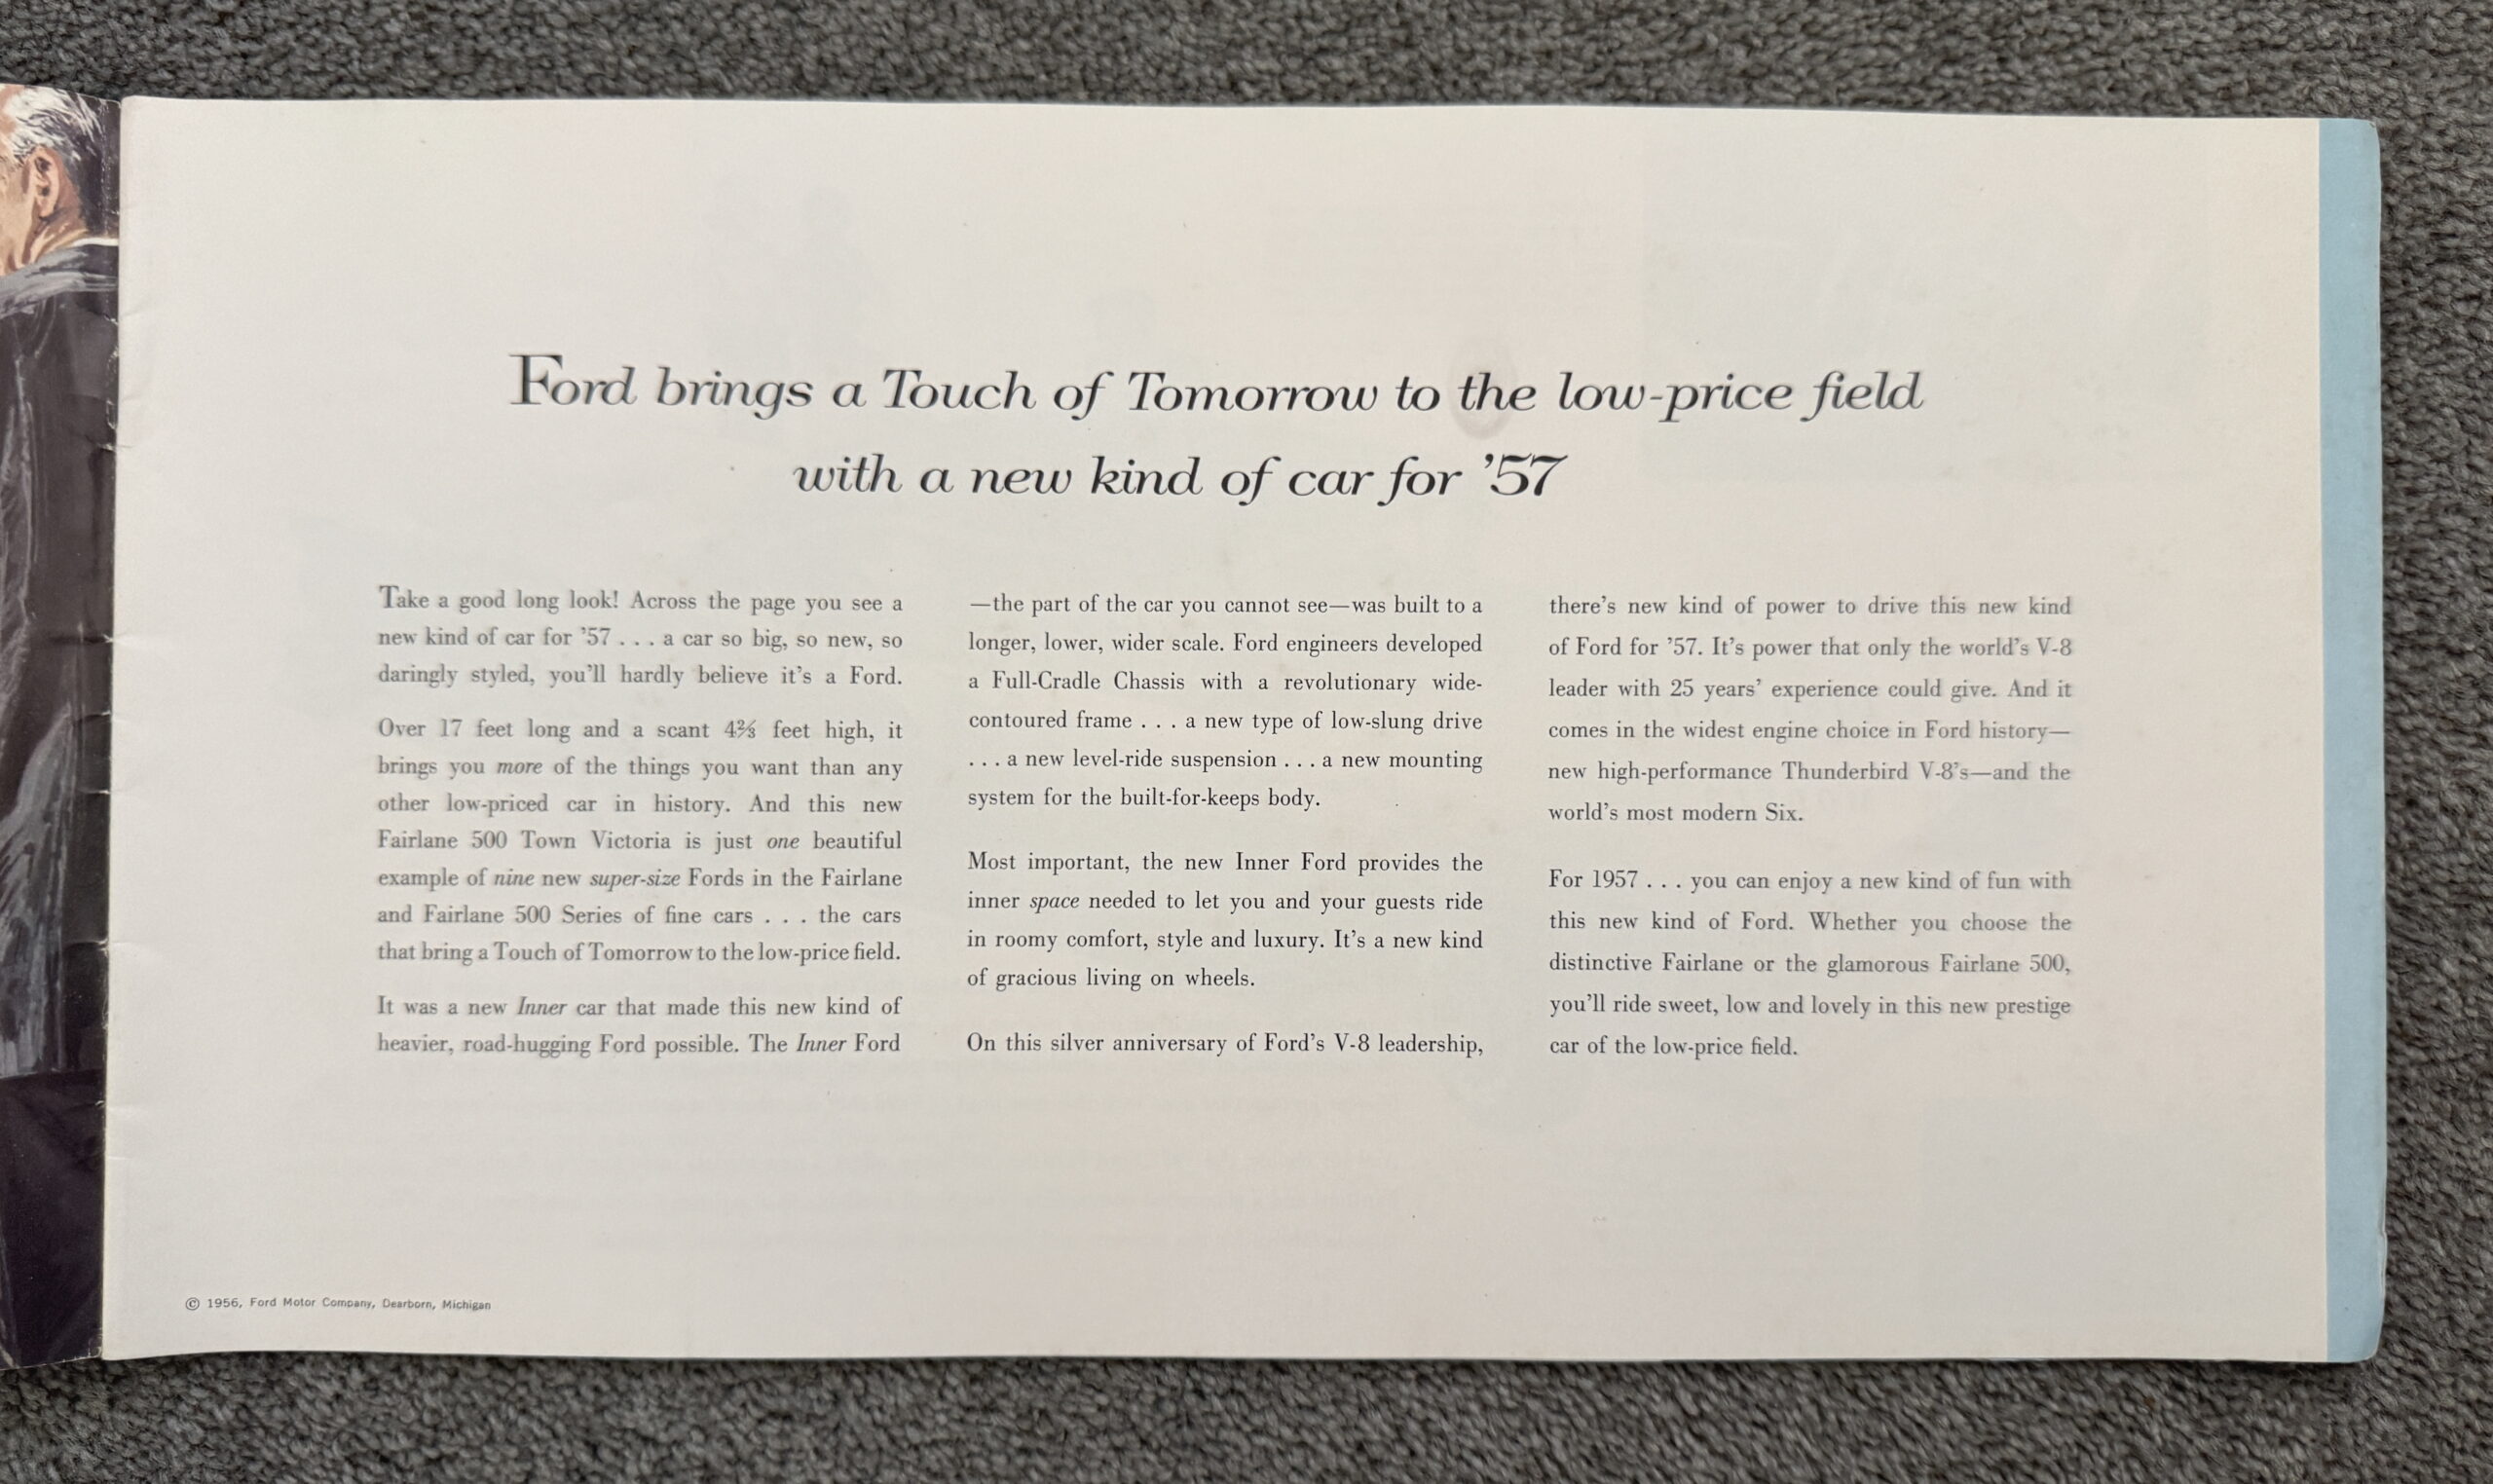 Ford brings a Touch of Tomorrow to the low-price field
with a new kind of car for ’57
Take a good long look! Across the page you see a
new kind of car for ’57 . . . a car so big, so new, so
daringly styled, you’ll hardly believe it’s a Ford.
Over 17 feet long and a scant 4⅔ feet high, it
brings you more of the things you want than any
other low-priced car in history. And this new
Fairlane 500 Town Victoria is just one beautiful
example of nine new super-size Fords in the Fairlane
and Fairlane 500 Series of fine cars . . . the cars
that bring a Touch of Tomorrow to the low-price field.
It was a new Inner car that made this new kind of
heavier, road-hugging Ford possible. The Inner Ford
—the part of the car you cannot see—was built to a
longer, lower, wider scale. Ford engineers developed
a Full-Cradle Chassis with a revolutionary wide-
contoured frame . . . a new type of low-slung drive
. . . a new level-ride suspension . . . a new mounting
system for the built-for-keeps body.
Most important, the new Inner Ford provides the
inner space needed to let you and your guests ride
in roomy comfort, style and luxury. It’s a new kind
of gracious living on wheels.
On this silver anniversary of Ford’s V-8 leadership,
there’s new kind of power to drive this new kind
of Ford for ’57. It’s power that only the world’s V-8
leader with 25 years’ experience could give. And it
comes in the widest engine choice in Ford history—
new high-performance Thunderbird V-8’s—and the
world’s most modern Six.
For 1957 . . . you can enjoy a new kind of fun with
this new kind of Ford. Whether you choose the
distinctive Fairlane or the glamorous Fairlane 500,
you’ll ride sweet, low and lovely in this new prestige
car of the low-price field.
© 1956, Ford Motor Company, Dearborn, Michigan